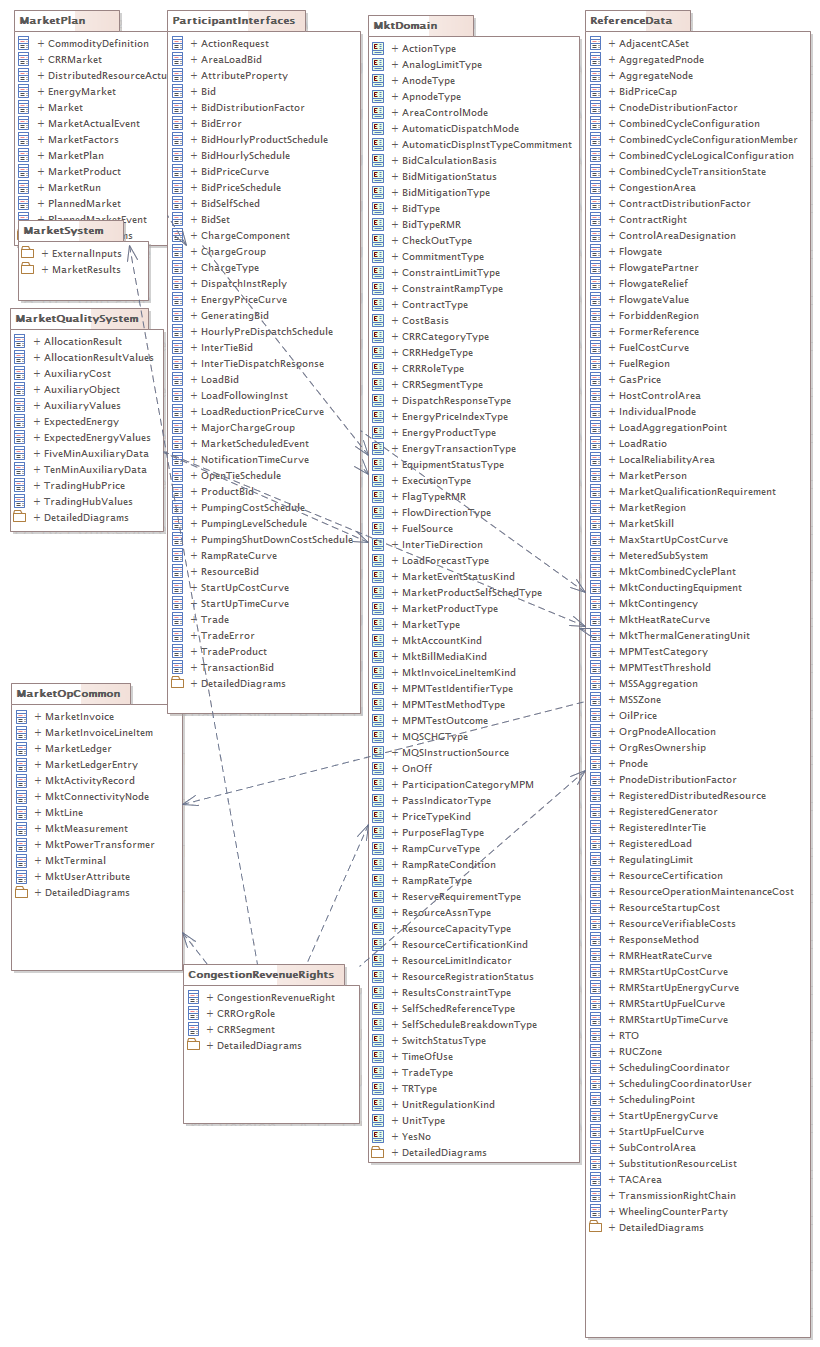 MarketPlan
+ CommodityDefinition
+ CRRMarket
+ DistributedResourceActu
+ EnergyMarket
+ Market
+ MarketActualEvent
+ MarketFactors
+ MarketPlan
+ MarketProduct
+ MarketRun
+ PlannedMarket
+ PlannedMarketEvent
MarketSystem
+ ExternalInputs
+ MarketResults
MarketQualitySystem
+ AllocationResult
+ AllocationResultValues
+ AuxiliaryCost
+ AuxiliaryObject
+ AuxiliaryValues
+ ExpectedEnergy
+ ExpectedEnergyValues
+ FiveMinAuxiliaryData
+ TenMinAuxiliaryData
+ TradingHubPrice
+ TradingHubValues
+ DetailedDiagrams
MarketOpCommon
+ MarketInvoice
+ MarketInvoiceLineItem
+ MarketLedger
+ MarketLedgerEntry
+ MktActivityRecord
+ MktConnectivityNode
+ MktLine
+ MktMeasurement
+ MktPowerTransformer
+ MktTerminal
+ MktUserAttribute
+ DetailedDiagrams
ParticipantInterfaces
+ ActionRequest
+ AreaLoadBid
+ AttributeProperty
+ Bid
+ BidDistributionFactor
+ BidError
+ BidHourlyProductSchedule
+ BidHourlySchedule
+ BidPriceCurve
+ BidPriceSchedule
+ BidSelfSched
+ BidSet
+ ChargeComponent
+ ChargeGroup
+ ChargeType
+ DispatchInstReply
+ EnergyPriceCurve
+ GeneratingBid
+ HourlyPreDispatchSchedule
+ InterTieBid
+ InterTieDispatchResponse
+ LoadBid
+ LoadFollowingInst
+ LoadReductionPriceCurve
+ MajorChargeGroup
+ MarketScheduledEvent
+ NotificationTimeCurve
+ OpenTieSchedule
+ ProductBid
+ PumpingCostSchedule
+ PumpingLevelSchedule
+ PumpingShutDownCostSchedule
+ RampRateCurve
+ ResourceBid
+ StartUpCostCurve
+ StartUpTimeCurve
+ Trade
+ TradeError
+ TradeProduct
+ TransactionBid
+ DetailedDiagrams
CongestionRevenueRights
+ CongestionRevenueRight
+ CRROrgRole
+ CRRSegment
+ DetailedDiagrams
MktDomain
+ ActionType
+ AnalogLimitType
+ AnodeType
+ ApnodeType
+ AreaControlMode
+ AutomaticDispatchMode
+ AutomaticDispInstTypeCommitment
+ BidCalculationBasis
+ BidMitigationStatus
+ BidMitigationType
+ BidType
+ BidTypeRMR
+ CheckOutType
+ CommitmentType
+ ConstraintLimitType
+ ConstraintRampType
+ ContractType
+ CostBasis
+ CRRCategoryType
+ CRRHedgeType
+ CRRRoleType
+ CRRSegmentType
+ DispatchResponseType
+ EnergyPriceIndexType
+ EnergyProductType
+ EnergyTransactionType
+ EquipmentStatusType
+ ExecutionType
+ FlagTypeRMR
+ FlowDirectionType
+ FuelSource
+ InterTieDirection
+ LoadForecastType
+ MarketEventStatusKind
+ MarketProductSelfSchedType
+ MarketProductType
+ MarketType
+ MktAccountKind
+ MktBillMediaKind
+ MktInvoiceLineItemKind
+ MPMTestIdentifierType
+ MPMTestMethodType
+ MPMTestOutcome
+ MQSCHGType
+ MQSInstructionSource
+ OnOff
+ ParticipationCategoryMPM
+ PassIndicatorType
+ PriceTypeKind
+ PurposeFlagType
+ RampCurveType
+ RampRateCondition
+ RampRateType
+ ReserveRequirementType
+ ResourceAssnType
+ ResourceCapacityType
+ ResourceCertificationKind
+ ResourceLimitIndicator
+ ResourceRegistrationStatus
+ ResultsConstraintType
+ SelfSchedReferenceType
+ SelfScheduleBreakdownType
+ SwitchStatusType
+ TimeOfUse
+ TradeType
+ TRType
+ UnitRegulationKind
+ UnitType
+ YesNo
+ DetailedDiagrams
ReferenceData
+ AdjacentCASet
+ AggregatedPnode
+ AggregateNode
+ BidPriceCap
+ CnodeDistributionFactor
+ CombinedCycleConfiguration
+ CombinedCycleConfigurationMember
+ CombinedCycleLogicalConfiguration
+ CombinedCycleTransitionState
+ CongestionArea
+ ContractDistributionFactor
+ ContractRight
+ ControlAreaDesignation
+ Flowgate
+ FlowgatePartner
+ FlowgateRelief
+ FlowgateValue
+ ForbiddenRegion
+ FormerReference
+ FuelCostCurve
+ FuelRegion
+ GasPrice
+ HostControlArea
+ IndividualPnode
+ LoadAggregationPoint
+ LoadRatio
+ LocalReliabilityArea
+ MarketPerson
+ MarketQualificationRequirement
+ MarketRegion
+ MarketSkill
+ MaxStartUpCostCurve
+ MeteredSubSystem
+ MktCombinedCyclePlant
+ MktConductingEquipment
+ MktContingency
+ MktHeatRateCurve
+ MktThermalGeneratingUnit
+ MPMTestCategory
+ MPMTestThreshold
+ MSSAggregation
+ MSSZone
+ OilPrice
+ OrgPnodeAllocation
+ OrgResOwnership
+ Pnode
+ PnodeDistributionFactor
+ RegisteredDistributedResource
+ RegisteredGenerator
+ RegisteredInterTie
+ RegisteredLoad
+ RegulatingLimit
+ ResourceCertification
+ ResourceOperationMaintenanceCost
+ ResourceStartupCost
+ ResourceVerifiableCosts
+ ResponseMethod
+ RMRHeatRateCurve
+ RMRStartUpCostCurve
+ RMRStartUpEnergyCurve
+ RMRStartUpFuelCurve
+ RMRStartUpTimeCurve
+ RTO
+ RUCZone
+ SchedulingCoordinator
+ SchedulingCoordinatorUser
+ SchedulingPoint
+ StartUpEnergyCurve
+ StartUpFuelCurve
+ SubControlArea
+ SubstitutionResourceList
+ TACArea
+ TransmissionRightChain
+ WheelingCounterParty
+ DetailedDiagrams